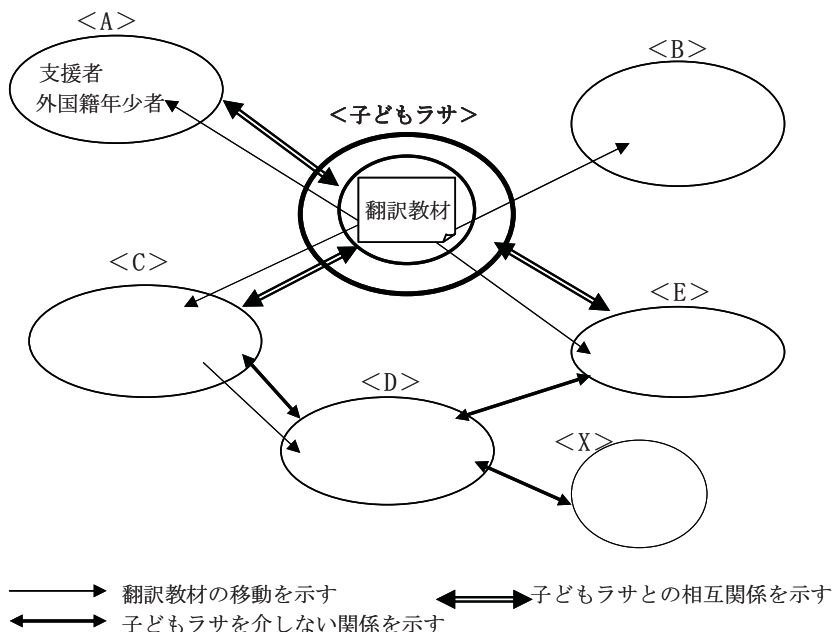 ＜A＞
支援者
外国籍年少者
＜B＞
＜子どもラサ＞
翻訳教材
＜C＞
＜E＞
＜D＞
＜X＞
翻訳教材の移動を示す
子どもラサとの相互関係を示す
子どもラサを介しない関係を示す